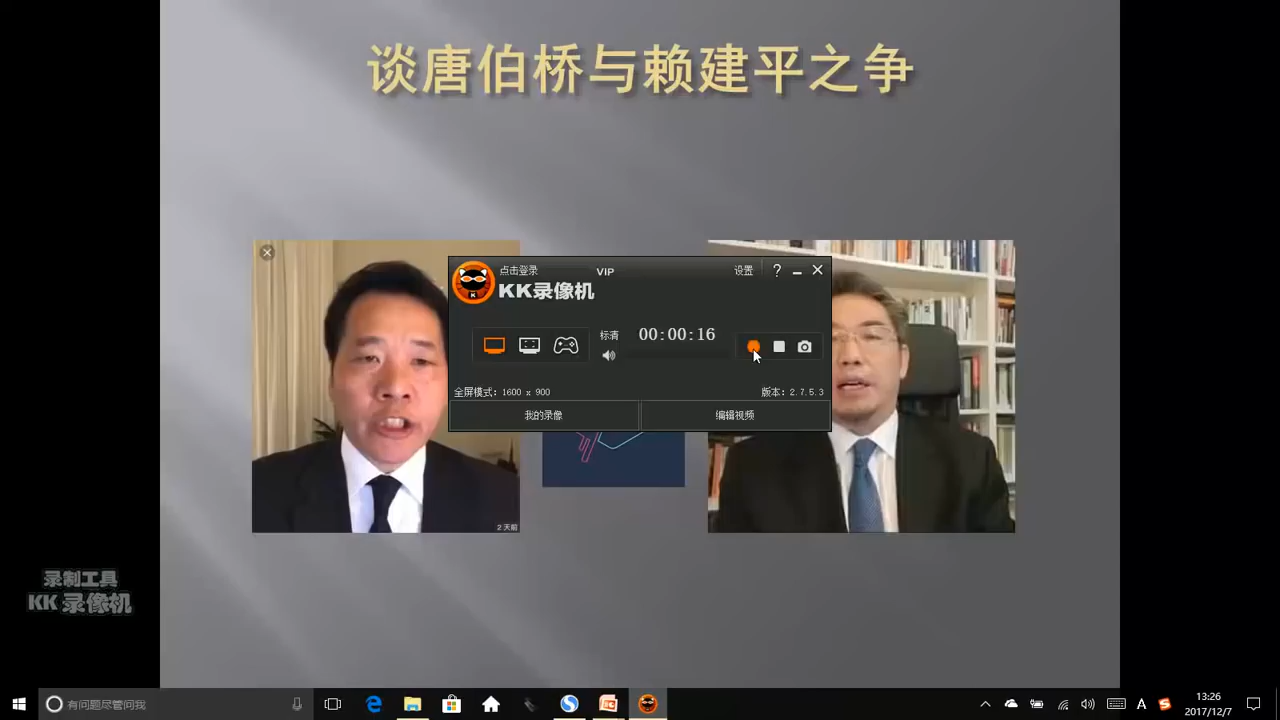 谈唐伯桥与赖建平之争
点击登录
VIP
设置
?
KK录像机
K
标清
00:00:16
全屏模式：1600 x 900
版本：2.7.5.3
我的录像
编辑视频
2 天前
录制工具
KK 录像机
有问题尽管问我
A
13:26
2017/12/7